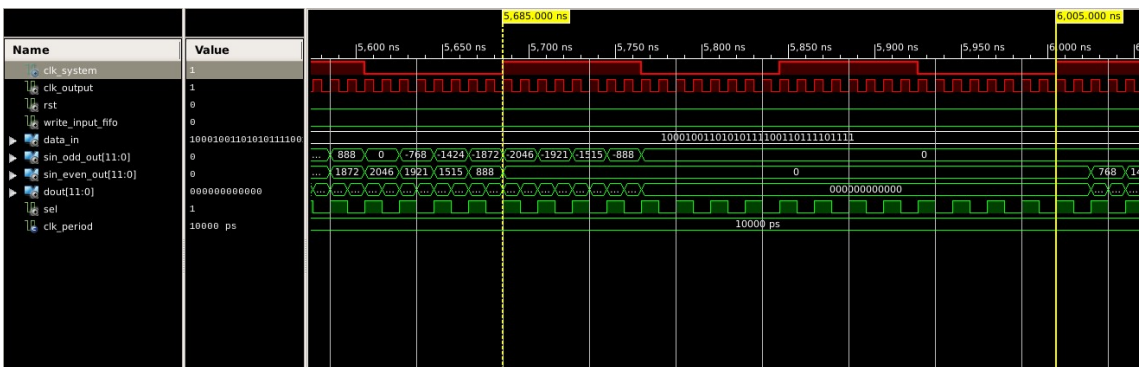 5,685.000 ns 6,005.000 ns
Name Value 5,600 ns 5,650 ns 5,700 ns 5,750 ns 5,800 ns 5,850 ns 5,900 ns 5,950 ns 6,000 ns
clk_system 1
clk_output 1
rst 0
write_input_fifo 0
data_in 1000100110101011110011011110111
sin_odd_out[11:0] 0 ... 888 0 -768 -1424 -1872 -2046 -1921 -1515 -888 0
sin_even_out[11:0] 0 ... 1872 2046 1921 1515 888 0 768 14
dout[11:0] 000000000000 ... ... ... ... ... ... ... ... ... ... ... ... ... ... ... ... ... ... 000000000000 ... ...
sel 1
clk_period 10000 ps 10000 ps